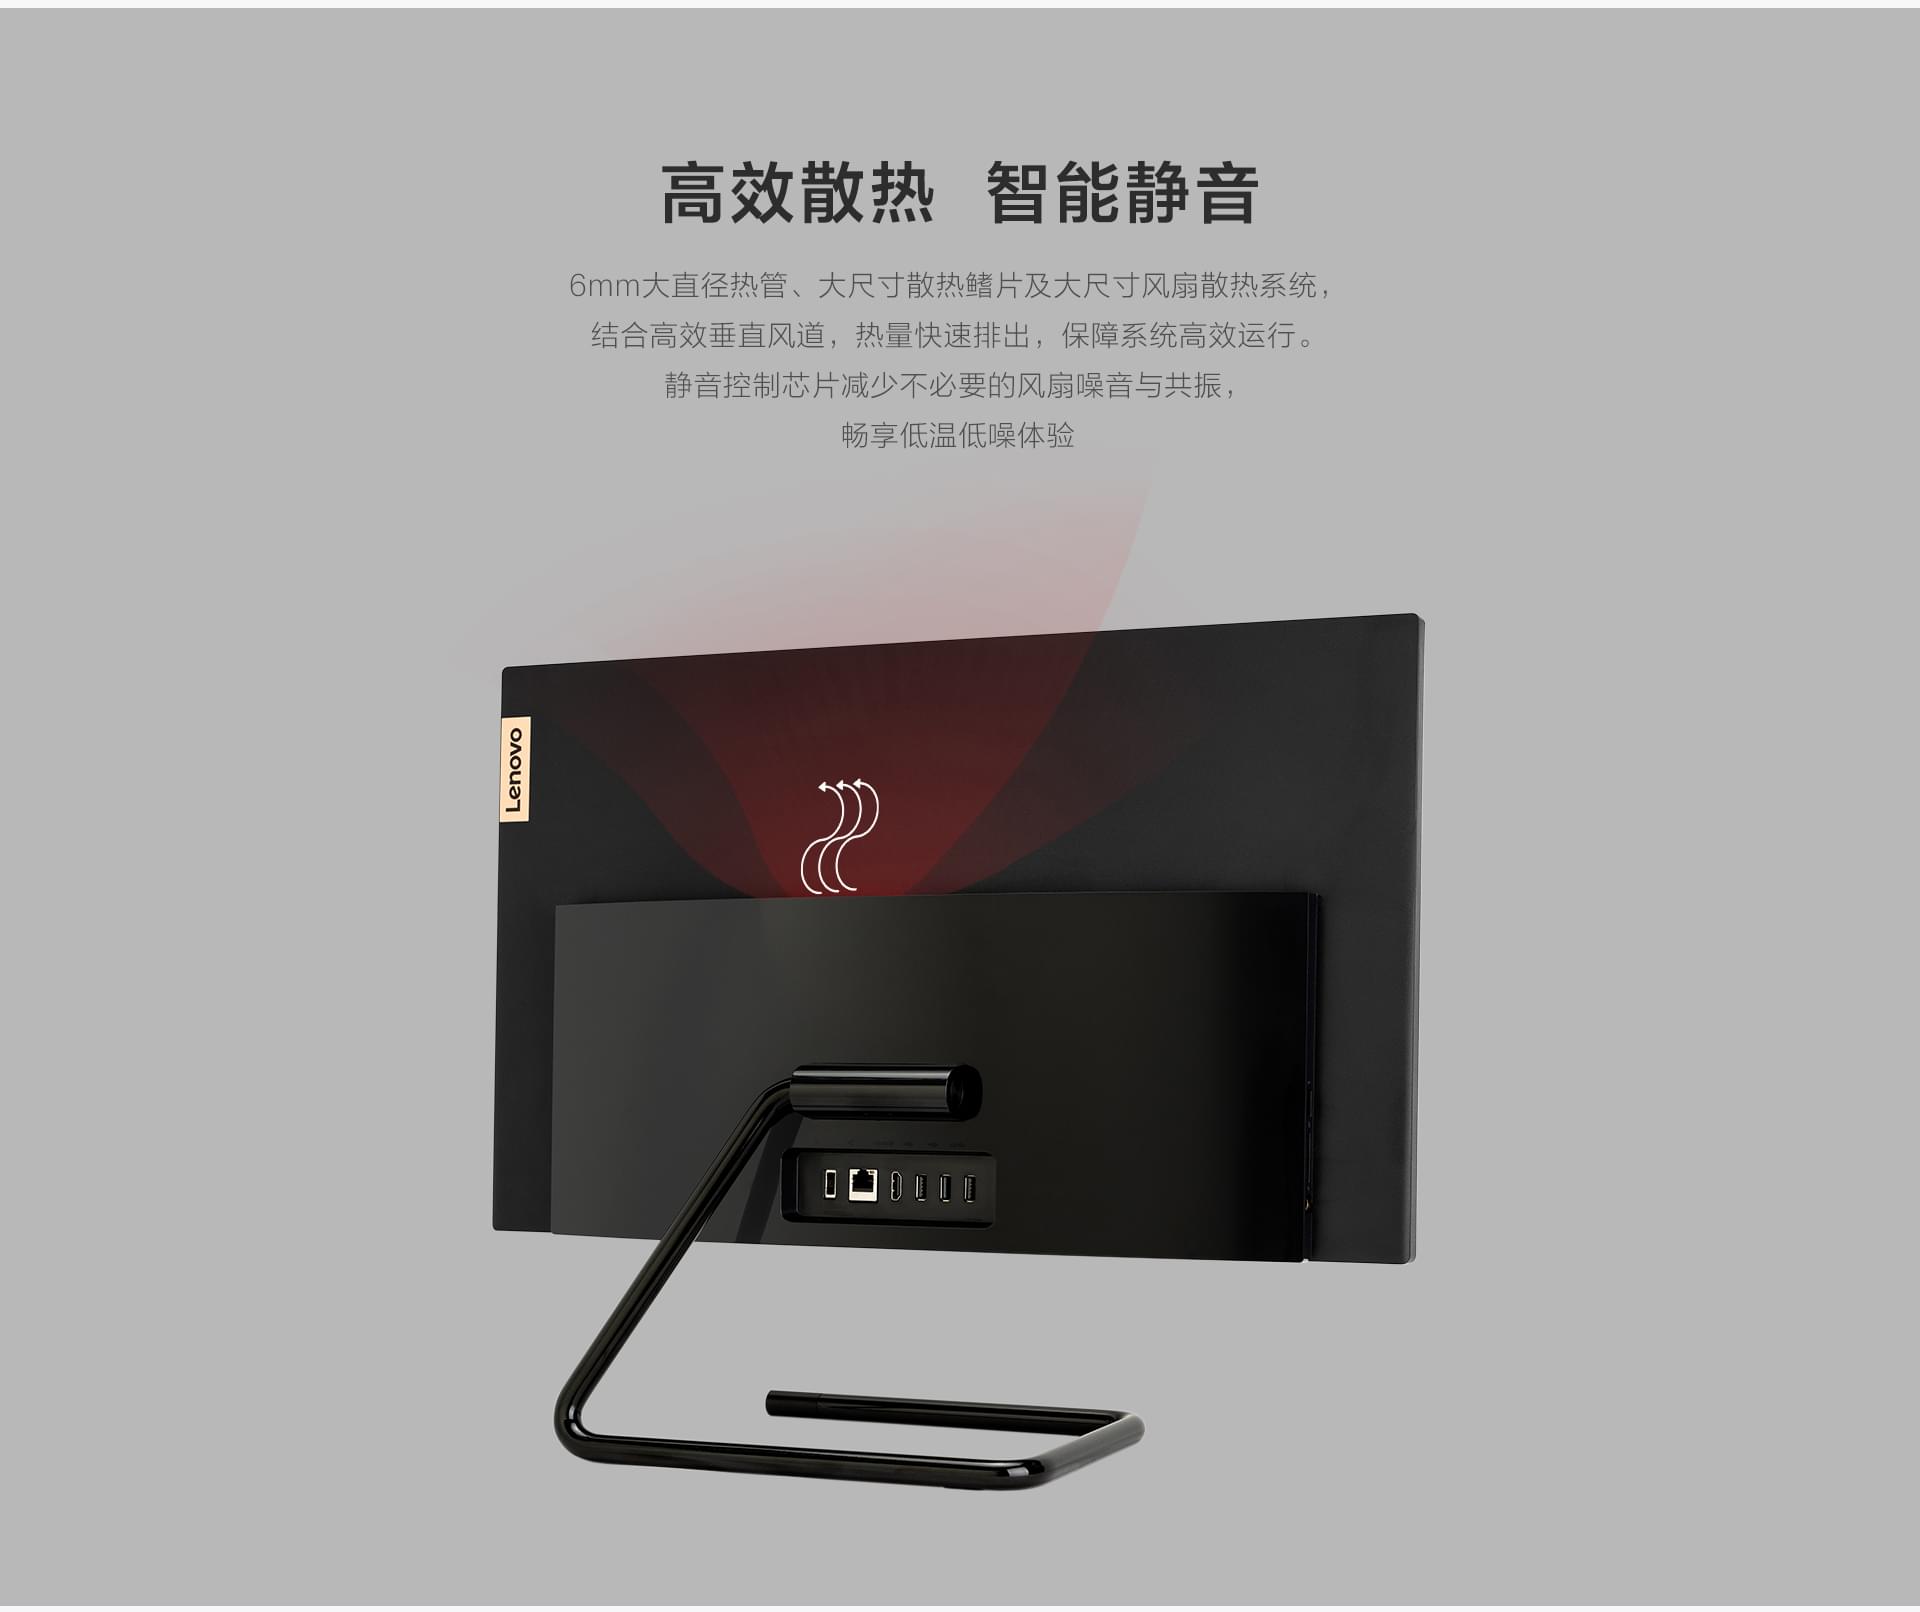 高效散热 智能静音
6mm大直径热管、大尺寸散热鳍片及大尺寸风扇散热系统，
结合高效垂直风道，热量快速排出，保障系统高效运行。
静音控制芯片减少不必要的风扇噪音与共振，
畅享低温低噪体验
Lenovo